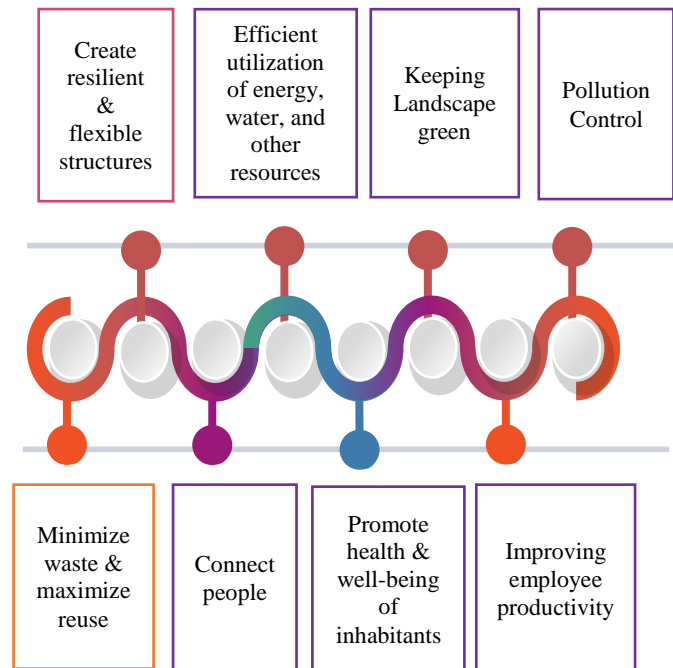 Create
resilient
&
flexible
structures
Efficient
utilization
of energy,
water, and
other
resources
Keeping
Landscape
green
Pollution
Control
Minimize
waste &
maximize
reuse
Connect
people
Promote
health &
well-being
of
inhabitants
Improving
employee
productivity